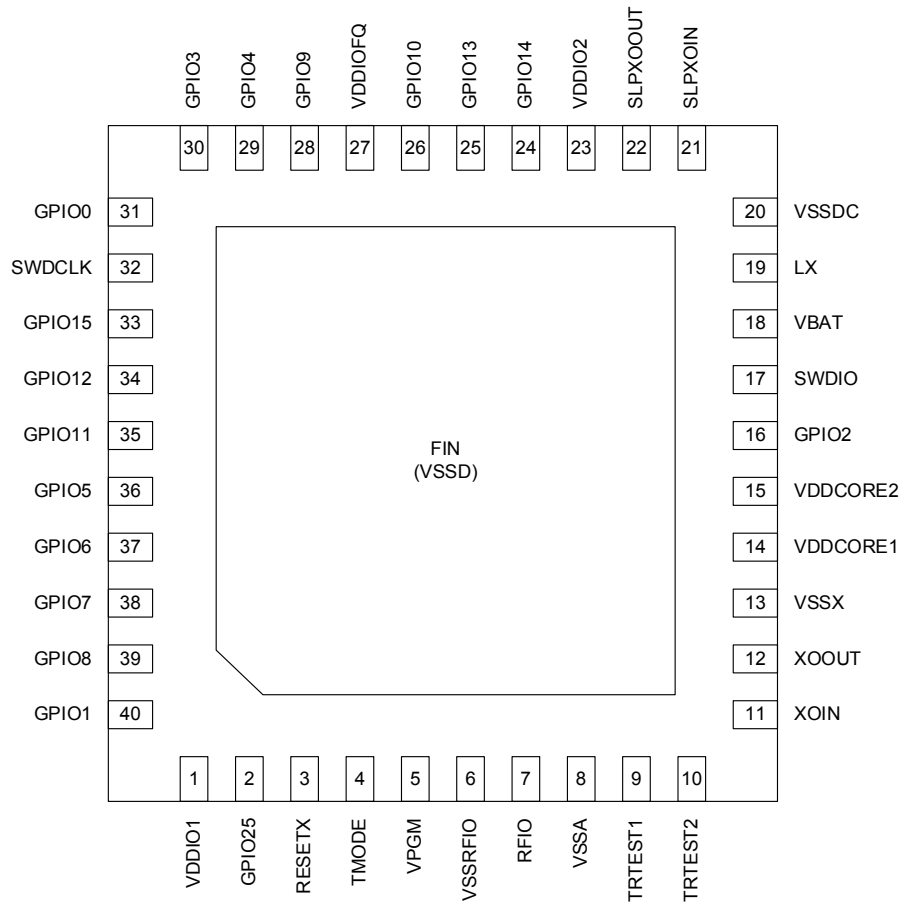 GPIO3
GPIO4
GPIO9
VDDIOFQ
GPIO10
GPIO13
GPIO14
VDDIO2
SLPXOOUT
SLPXOIN
30 29 28 27 26 25 24 23 22 21
GPIO0 31
20 VSSDC
SWDCLK 32
19 LX
GPIO15 33
18 VBAT
GPIO12 34
17 SWDIO
GPIO11 35
16 GPIO2
FIN
(VSSD)
GPIO5 36
15 VDDCORE2
GPIO6 37
14 VDDCORE1
GPIO7 38
13 VSSX
GPIO8 39
12 XOOUT
GPIO1 40
11 XOIN
1 2 3 4 5 6 7 8 9 10
VDDIO1
GPIO25
RESETX
TMODE
VPGM
VSSRFIO
RFIO
VSSA
TRTEST1
TRTEST2